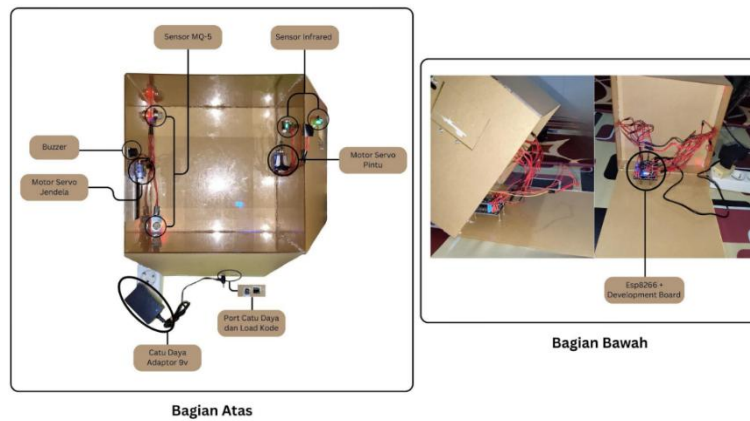 Sensor MQ-5
Sensor Infrared
Buzzer
Motor Servo
Jendela
Motor Servo
Pintu
Port Catu Daya
dan Load Kode
Catu Daya
Adaptor 9v
Bagian Atas
Esp8266 +
Development Board
Bagian Bawah